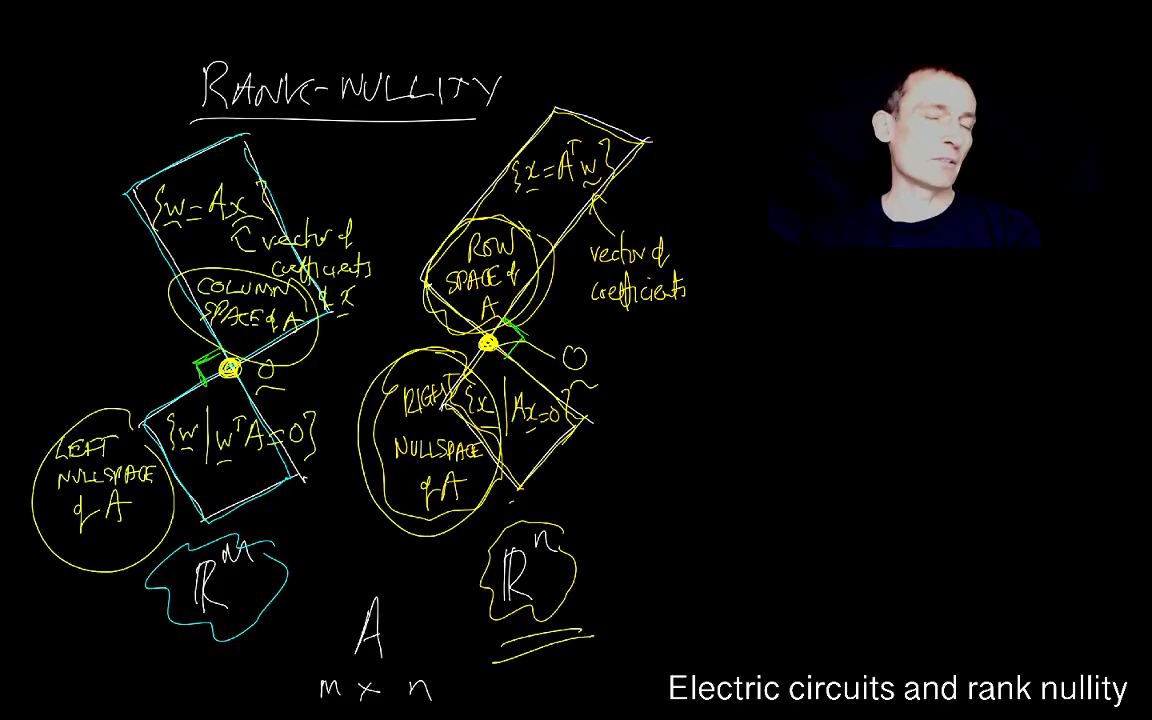 RANK-NULLITY
{w = Ax}
vector of
coefficients
x
COLUMN
SPACE of A
0
{w | wᵀA = 0}
LEFT
NULLSPACE
of A
ℝᵐ
{x = Aᵀw}
vector of
coefficients
ROW
SPACE of
A
0
{x | Ax = 0}
RIGHT
NULLSPACE
of A
ℝⁿ
A
m × n
Electric circuits and rank nullity